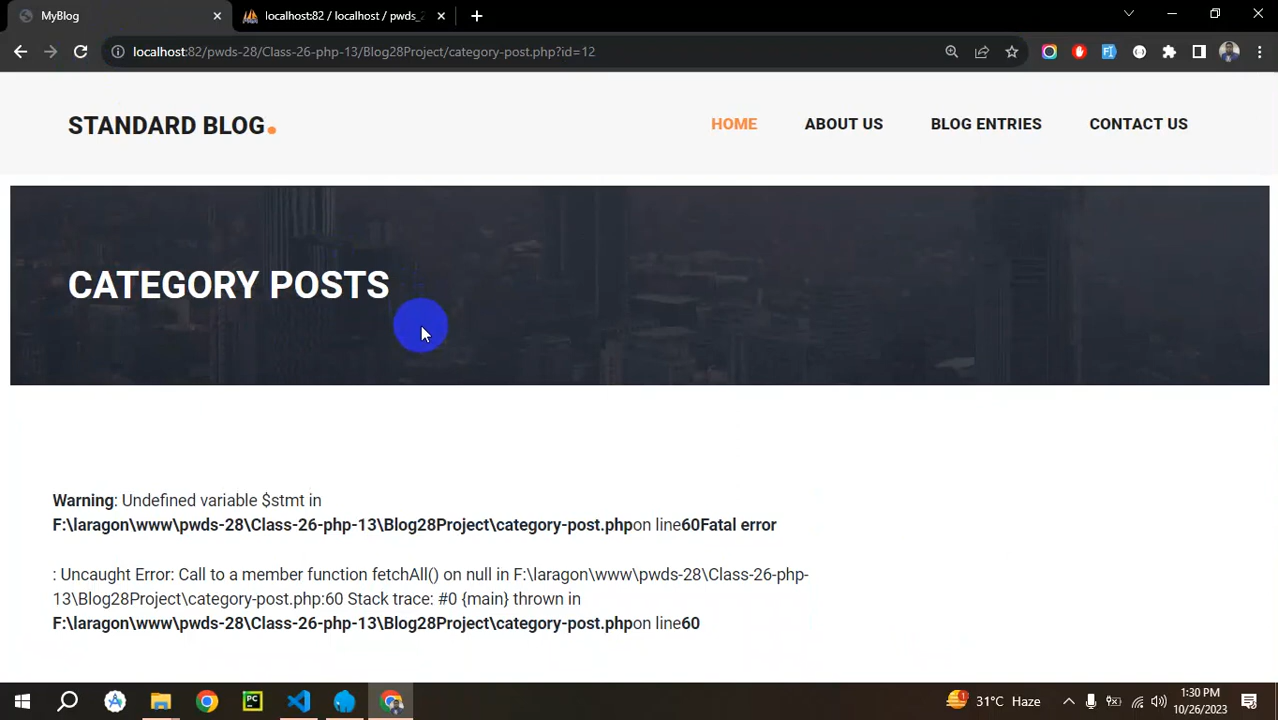 MyBlog
localhost:82 / localhost / pwds_2
localhost:82/pwds-28/Class-26-php-13/Blog28Project/category-post.php?id=12
STANDARD BLOG.
HOME
ABOUT US
BLOG ENTRIES
CONTACT US
CATEGORY POSTS
Warning: Undefined variable $stmt in
F:\laragon\www\pwds-28\Class-26-php-13\Blog28Project\category-post.phpon line60Fatal error
: Uncaught Error: Call to a member function fetchAll() on null in F:\laragon\www\pwds-28\Class-26-php-
13\Blog28Project\category-post.php:60 Stack trace: #0 {main} thrown in
F:\laragon\www\pwds-28\Class-26-php-13\Blog28Project\category-post.phpon line60
PC
1
31°C Haze
1:30 PM
10/26/2023